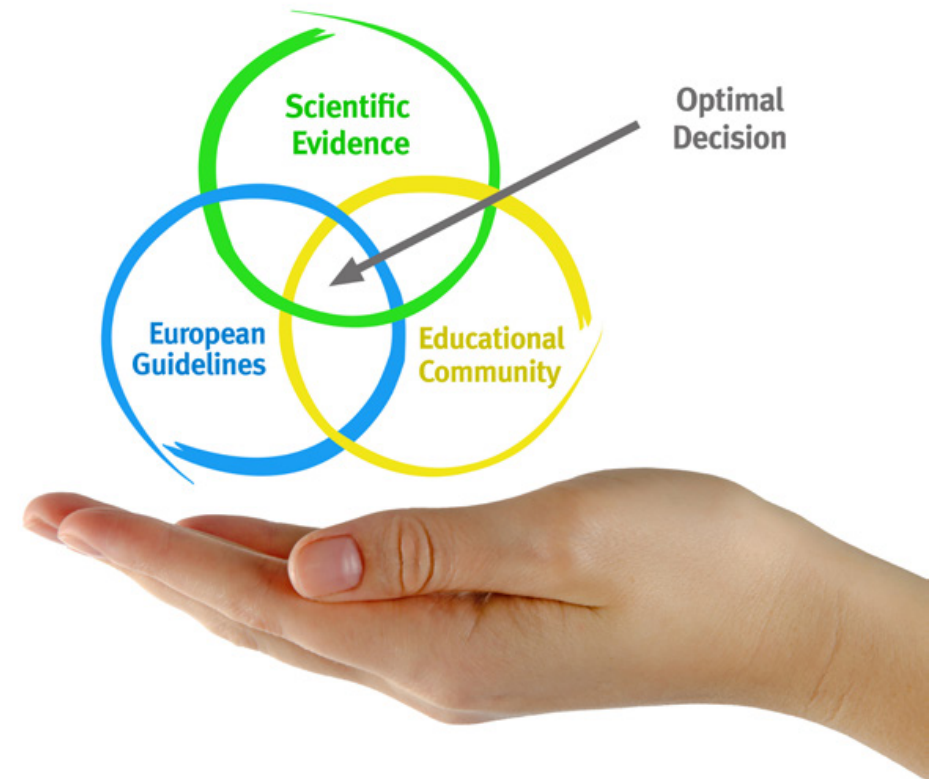 Scientific
Evidence
Optimal
Decision
European
Guidelines
Educational
Community